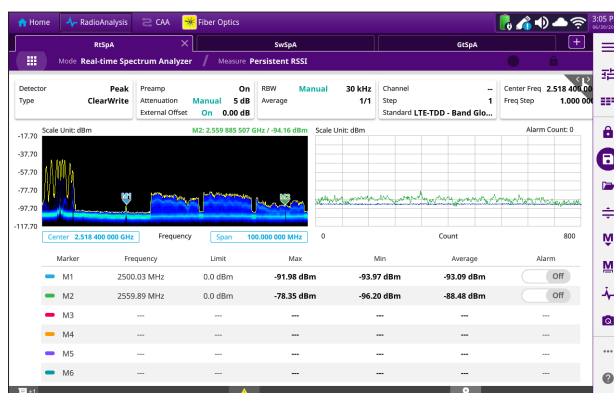 Home RadioAnalysis CAA Fiber Optics 3:05 P
RtSpA SwSpA GtSpA
Mode Real-time Spectrum Analyzer / Measure Persistent RSSI
Detector Peak Preamp On RBW Manual 30 kHz Channel -- Center Freq 2.518 400 00
Type ClearWrite Attenuation Manual 5 dB Average 1/1 Step 1 Freq Step 1.000 00
External Offset On 0.00 dB Standard LTE-TDD - Band Glo...
Scale Unit: dBm M2: 2.559 885 507 GHz / -94.16 dBm Scale Unit: dBm Alarm Count: 0
-17.70
-37.70
-57.70
-77.70
-97.70
-117.70
M1 M2
Center 2.518 400 000 GHz Frequency Span 100.000 000 MHz 0 Count 800
Marker Frequency Limit Max Min Average Alarm
M1 2500.03 MHz 0.0 dBm -91.98 dBm -93.97 dBm -93.09 dBm Off
M2 2559.89 MHz 0.0 dBm -78.35 dBm -96.20 dBm -88.48 dBm Off
M3 --- --- --- --- ---
M4 --- --- --- --- ---
M5 --- --- --- --- ---
M6 --- --- --- --- ---
+1